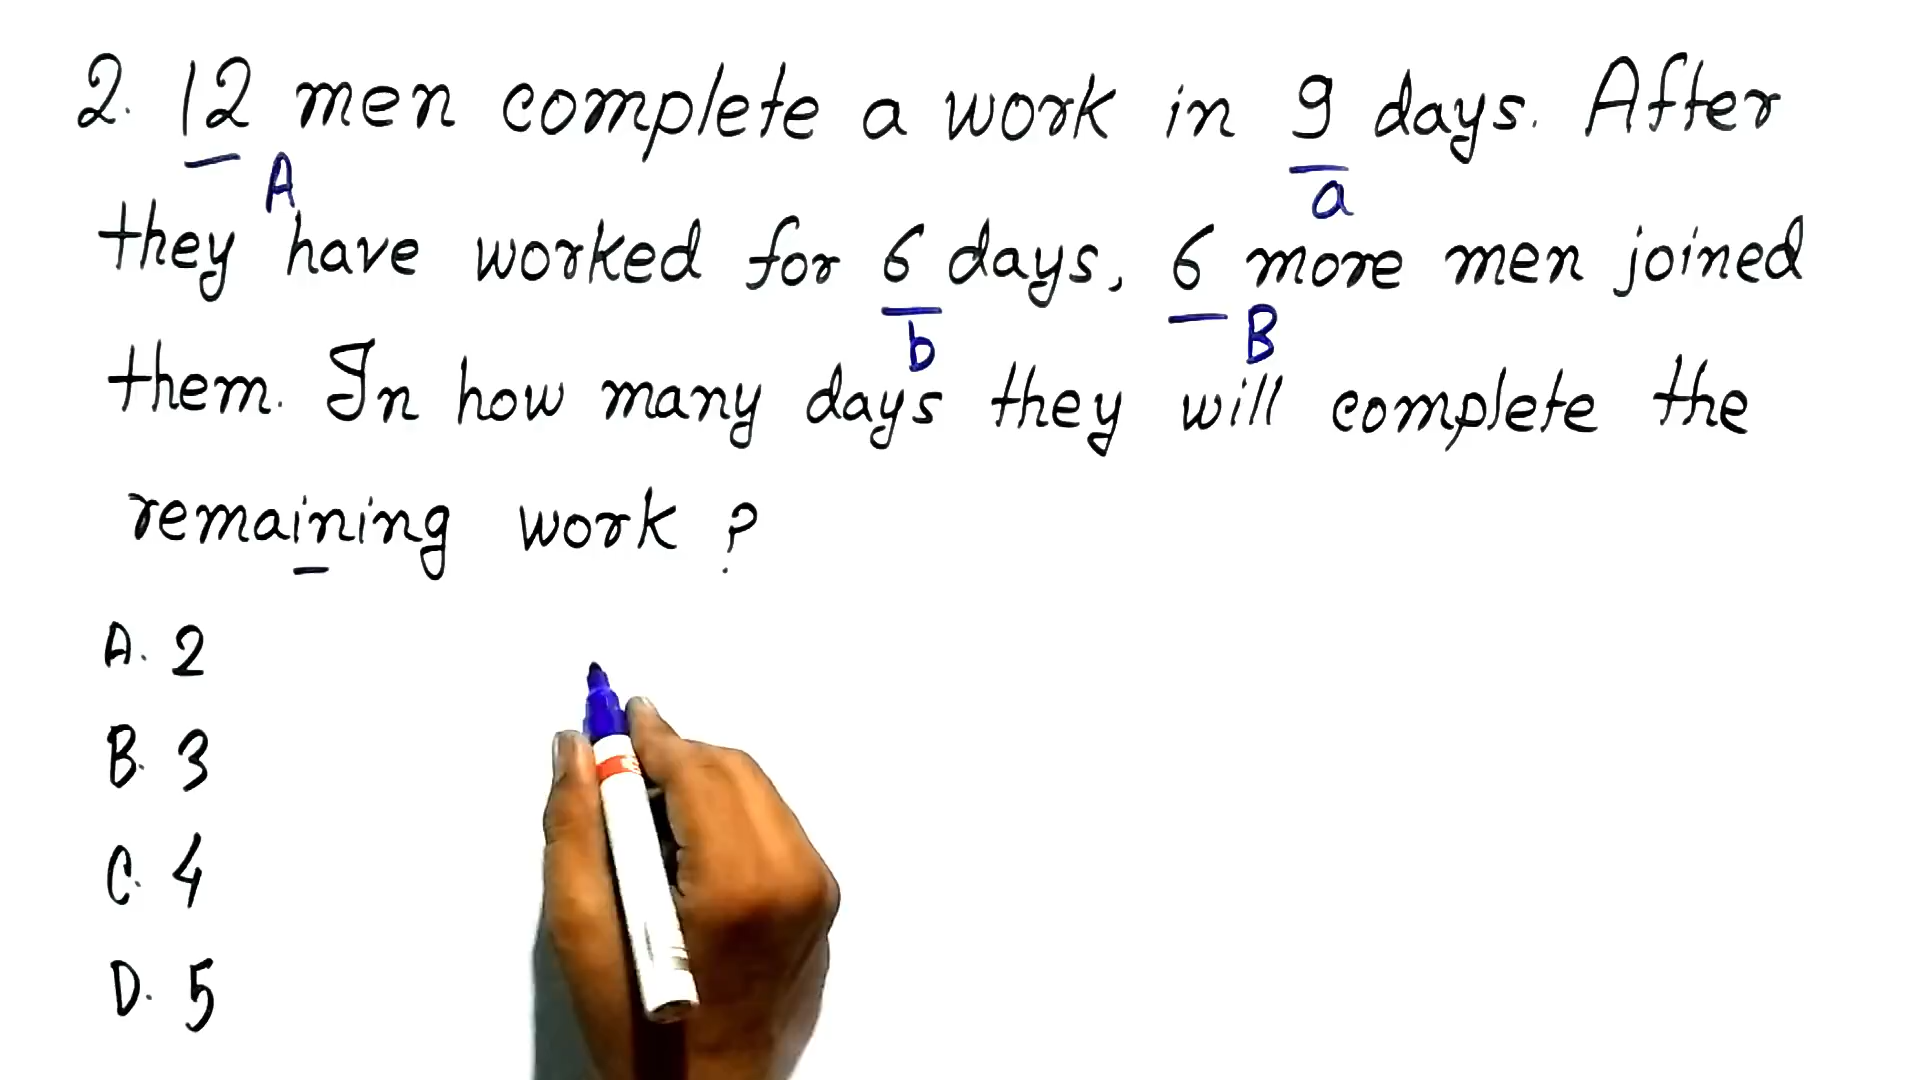 2. 12 men complete a work in 9 days. After
A a
they have worked for 6 days, 6 more men joined
b B
them. In how many days they will complete the
remaining work ?
A. 2
B. 3
C. 4
D. 5